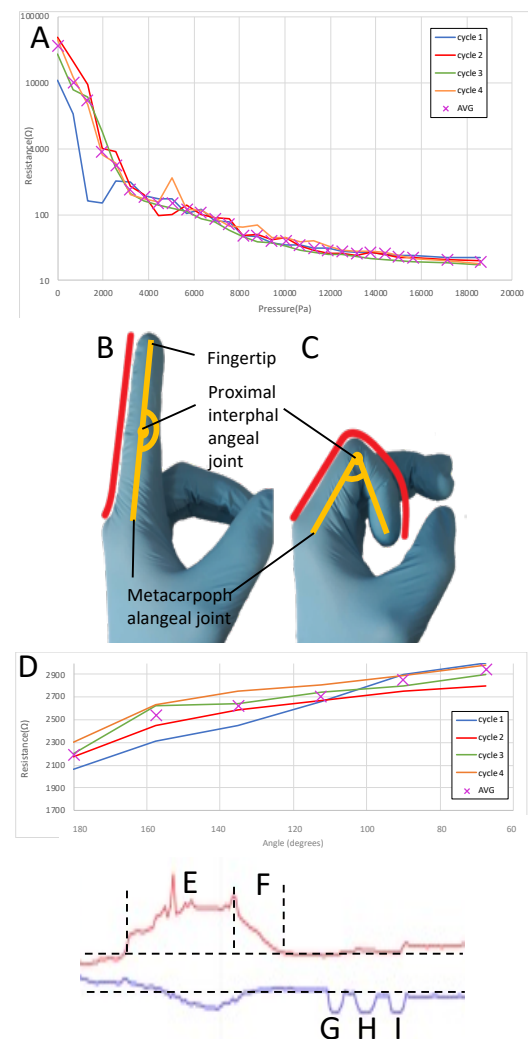 A
100000
10000
1000
100
10
Resistance(Ω)
0 2000 4000 6000 8000 10000 12000 14000 16000 18000 20000
Pressure(Pa)
cycle 1
cycle 2
cycle 3
cycle 4
AVG
B
C
Fingertip
Proximal
interphal
angeal
joint
Metacarpoph
alangeal joint
D
2900
2700
2500
2300
2100
1900
1700
Resistance(Ω)
180 160 140 120 100 80 60
Angle (degrees)
cycle 1
cycle 2
cycle 3
cycle 4
AVG
E
F
G H I